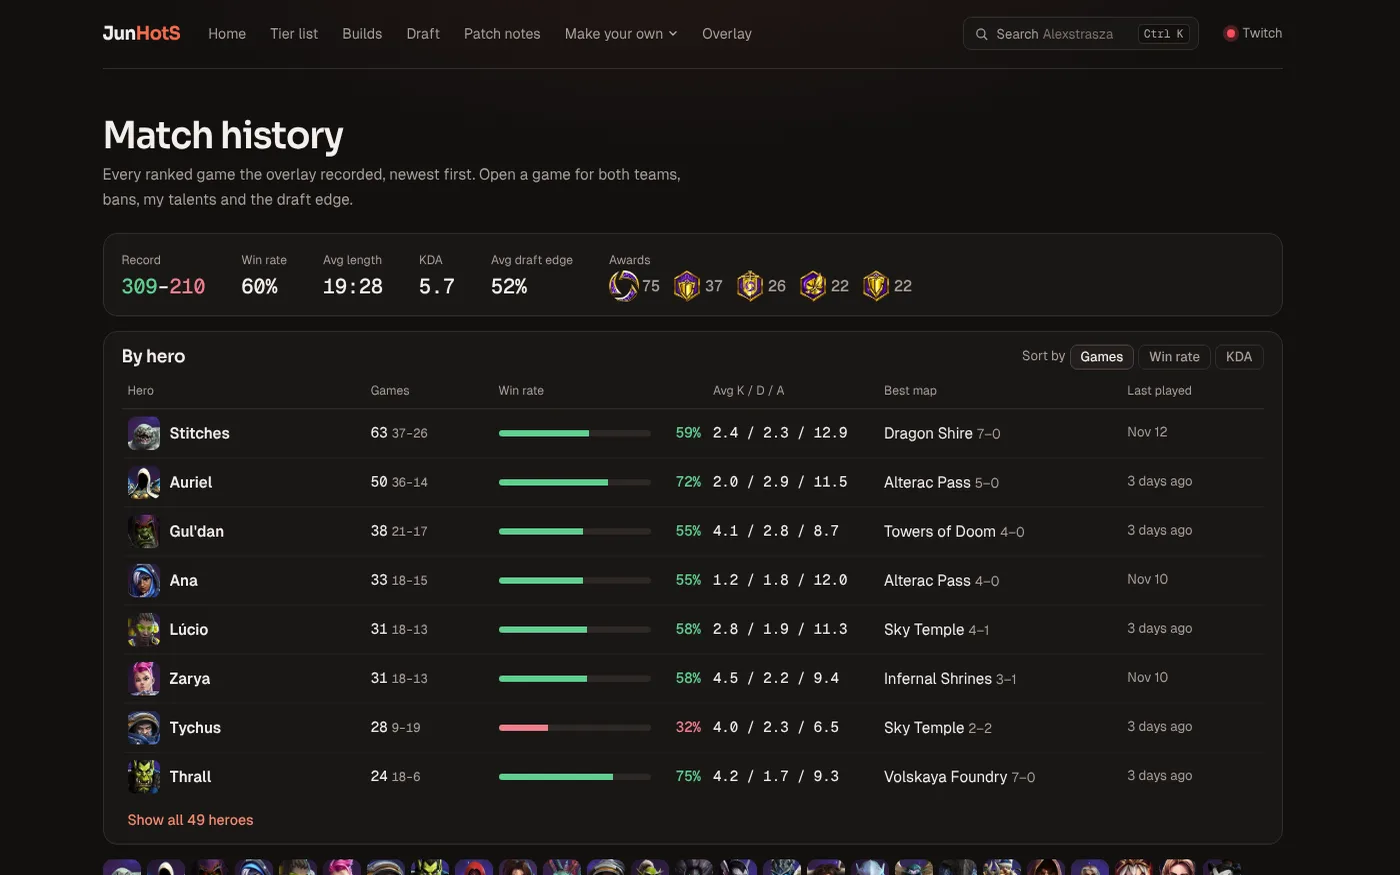 JunHotS Home Tier list Builds Draft Patch notes Make your own Overlay Search Alexstrasza Ctrl K Twitch
Match history
Every ranked game the overlay recorded, newest first. Open a game for both teams,
bans, my talents and the draft edge.
Record Win rate Avg length KDA Avg draft edge Awards
309–210 60% 19:28 5.7 52% 75 37 26 22 22
By hero Sort by Games Win rate KDA
Hero Games Win rate Avg K / D / A Best map Last played
Stitches 63 37–26 59% 2.4 / 2.3 / 12.9 Dragon Shire 7–0 Nov 12
Auriel 50 36–14 72% 2.0 / 2.9 / 11.5 Alterac Pass 5–0 3 days ago
Gul'dan 38 21–17 55% 4.1 / 2.8 / 8.7 Towers of Doom 4–0 3 days ago
Ana 33 18–15 55% 1.2 / 1.8 / 12.0 Alterac Pass 4–0 Nov 10
Lúcio 31 18–13 58% 2.8 / 1.9 / 11.3 Sky Temple 4–1 3 days ago
Zarya 31 18–13 58% 4.5 / 2.2 / 9.4 Infernal Shrines 3–1 Nov 10
Tychus 28 9–19 32% 4.0 / 2.3 / 6.5 Sky Temple 2–2 3 days ago
Thrall 24 18–6 75% 4.2 / 1.7 / 9.3 Volskaya Foundry 7–0 3 days ago
Show all 49 heroes